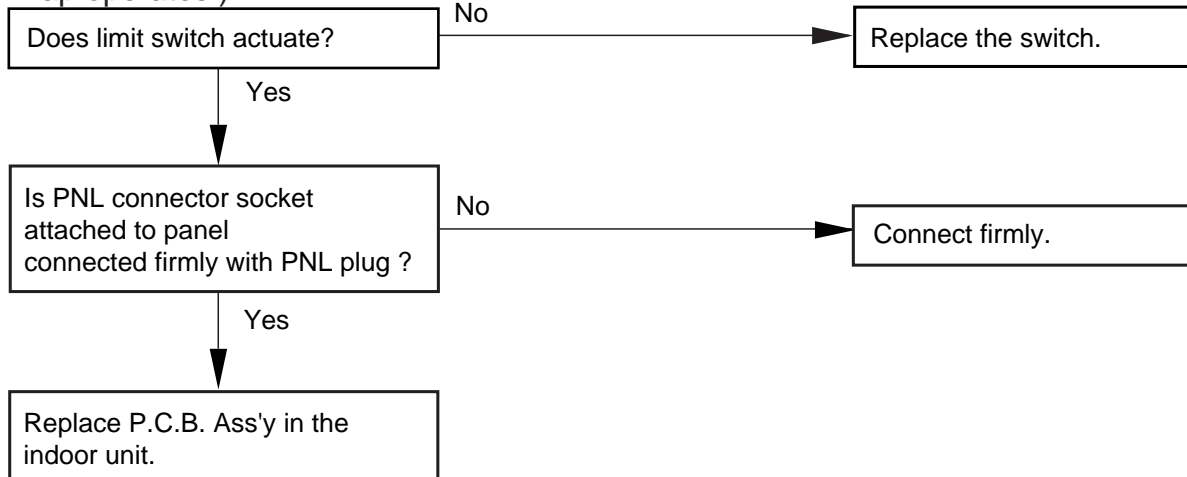 No
Does limit switch actuate?
Replace the switch.
Yes
Is PNL connector socket
attached to panel
connected firmly with PNL plug ?
No
Connect firmly.
Yes
Replace P.C.B. Ass'y in the
indoor unit.